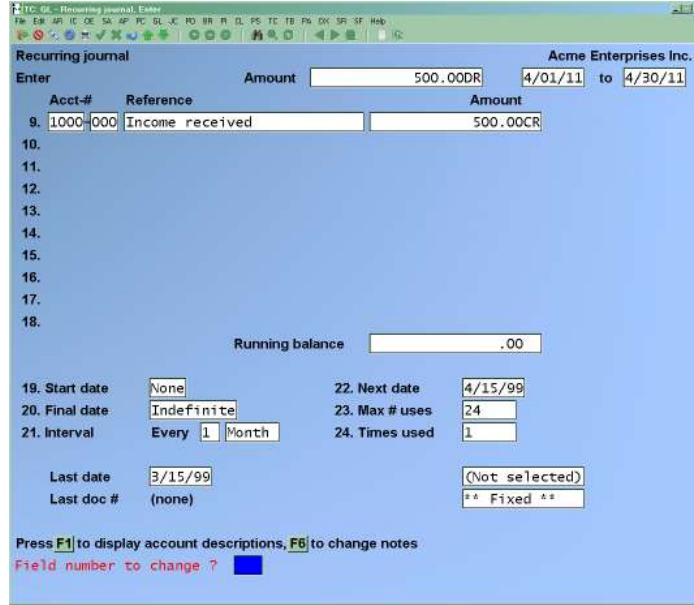 TC: GL - Recurring journal, Enter
File Edit AR IC OE SA AP PC GL JC PO BR PI CL PS TC TB PA DX SR SF Help
Recurring journal Acme Enterprises Inc.
Enter Amount 500.00DR 4/01/11 to 4/30/11
Acct-# Reference Amount
9. 1000-000 Income received 500.00CR
10.
11.
12.
13.
14.
15.
16.
17.
18.
Running balance .00
19. Start date None 22. Next date 4/15/99
20. Final date Indefinite 23. Max # uses 24
21. Interval Every 1 Month 24. Times used 1
Last date 3/15/99 (Not selected)
Last doc # (none) ** Fixed **
Press F1 to display account descriptions, F6 to change notes
Field number to change ?